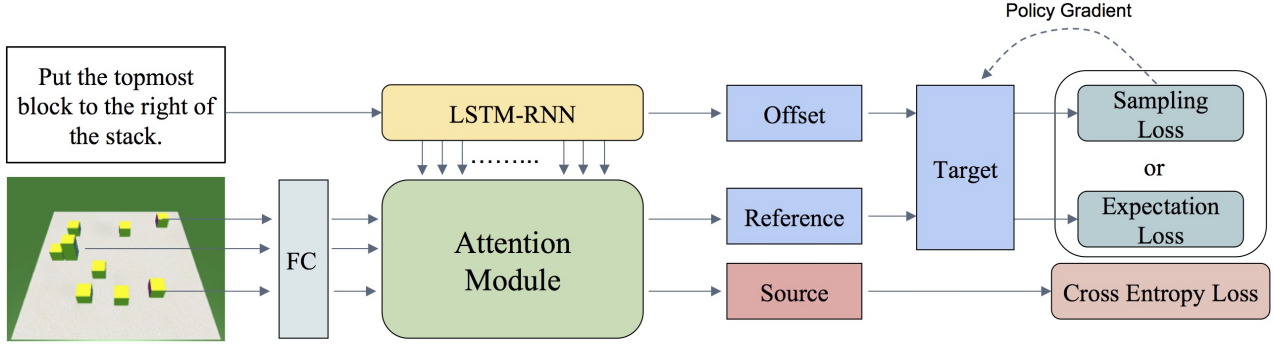 Policy Gradient
Put the topmost
block to the right of
the stack.
LSTM-RNN
Offset
Sampling
Loss
.........
Target
or
FC
Attention
Module
Reference
Expectation
Loss
Source
Cross Entropy Loss